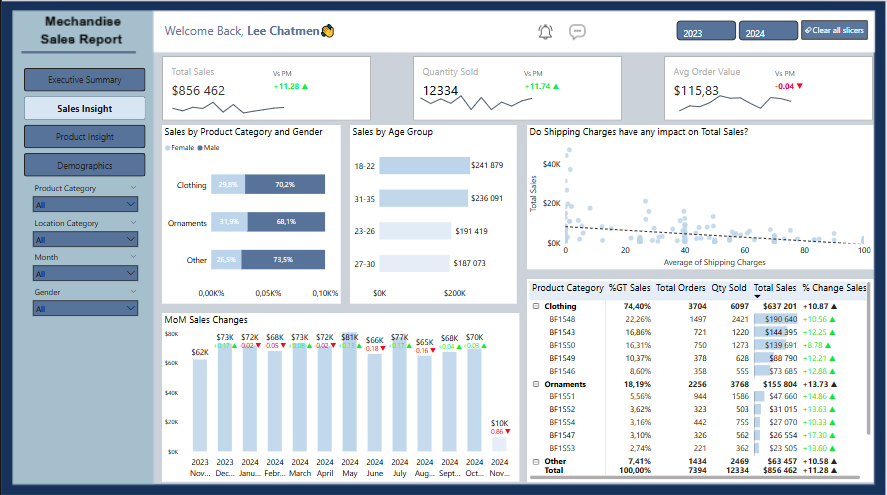 Mechandise
Sales Report
Welcome Back, Lee Chatmen
2023
2024
Clear all slicers
Executive Summary
Sales Insight
Product Insight
Demographics
Product Category
All
Location Category
All
Month
All
Gender
All
Total Sales
Vs PM
$856 462
+11.28 ▲
Quantity Sold
Vs PM
12334
+11.74 ▲
Avg Order Value
Vs PM
$115,83
-0.04 ▼
Sales by Product Category and Gender
Female Male
Clothing 29,8% 70,2%
Ornaments 31,9% 68,1%
Other 26,5% 73,5%
0,00K% 0,05K% 0,10K%
Sales by Age Group
18-22 $241 879
31-35 $236 091
23-26 $191 419
27-30 $187 073
$0K $200K
Do Shipping Charges have any impact on Total Sales?
Total Sales
$40K
$20K
$0K
0 20 40 60 80 100
Average of Shipping Charges
MoM Sales Changes
$80K
$60K
$40K
$20K
$0K
$62K $73K $72K $68K $73K $72K $81K $66K $77K $65K $68K $70K $10K
0.02 ▼ 0.05 ▼ 0.02 ▼ 0.18 ▼ 0.16 ▼ 0.86 ▼
2023 2024 2024 2024 2024 2024 2024 2024 2024 2024 2024 2024
Nov... Dec... Janu... Febr... March April May June July Aug... Sept... Oct... Nov...
Product Category %GT Sales Total Orders Qty Sold Total Sales % Change Sales
Clothing 74,40% 3704 6097 $637 201 +10.87 ▲
BF1548 22,26% 1497 2421 $190 640 +10.56 ▲
BF1543 16,86% 721 1220 $144 395 +12.25 ▲
BF1550 16,31% 750 1273 $139 691 +8.78 ▲
BF1549 10,37% 378 628 $88 790 +12.21 ▲
BF1546 8,60% 358 555 $73 685 +12.88 ▲
Ornaments 18,19% 2256 3768 $155 804 +13.73 ▲
BF1551 5,56% 944 1586 $47 660 +14.86 ▲
BF1552 3,62% 323 503 $31 015 +13.63 ▲
BF1554 3,16% 442 755 $27 070 +10.33 ▲
BF1547 3,10% 326 562 $26 554 +17.30 ▲
BF1553 2,74% 221 362 $23 505 +13.60 ▲
Other 7,41% 1434 2469 $63 457 +10.58 ▲
Total 100,00% 7394 12334 $856 462 +11.28 ▲